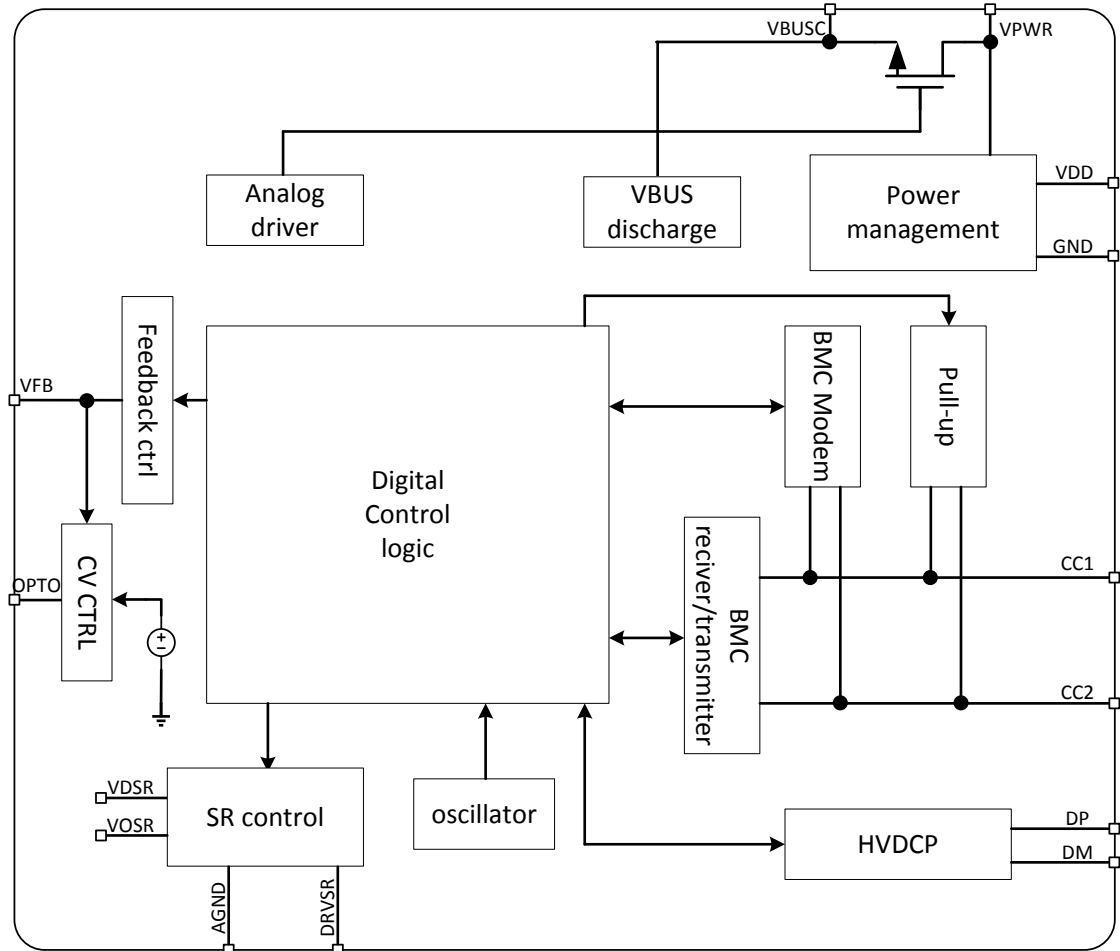 VBUSC
VPWR
Analog
driver
VBUS
discharge
Power
management
VDD
GND
Feedback ctrl
VFB
Digital
Control
logic
BMC Modem
Pull-up
CV CTRL
OPTO
+
−
BMC
reciver/transmitter
CC1
CC2
VDSR
VOSR
SR control
oscillator
HVDCP
DP
DM
AGND
DRVSR